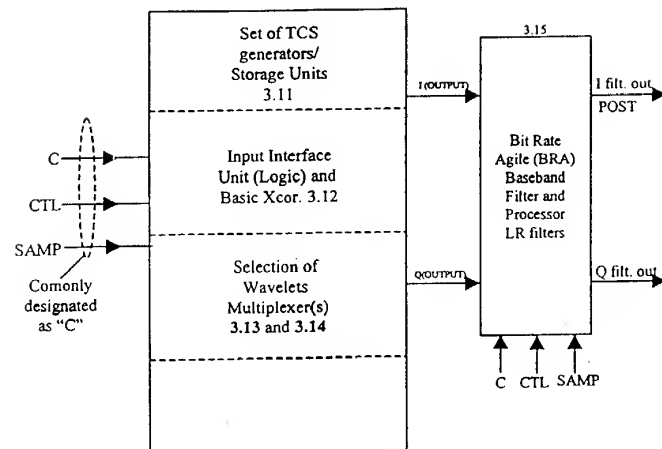 Set of TCS
generators/
Storage Units
3.11
Input Interface
Unit (Logic) and
Basic Xcor. 3.12
Selection of
Wavelets
Multiplexer(s)
3.13 and 3.14
C
CTL
SAMP
Comonly
designated
as "C"
I (OUTPUT)
Q(OUTPUT)
3.15
Bit Rate
Agile (BRA)
Baseband
Filter and
Processor
LR filters
I filt. out
POST
Q filt. out
C CTL SAMP